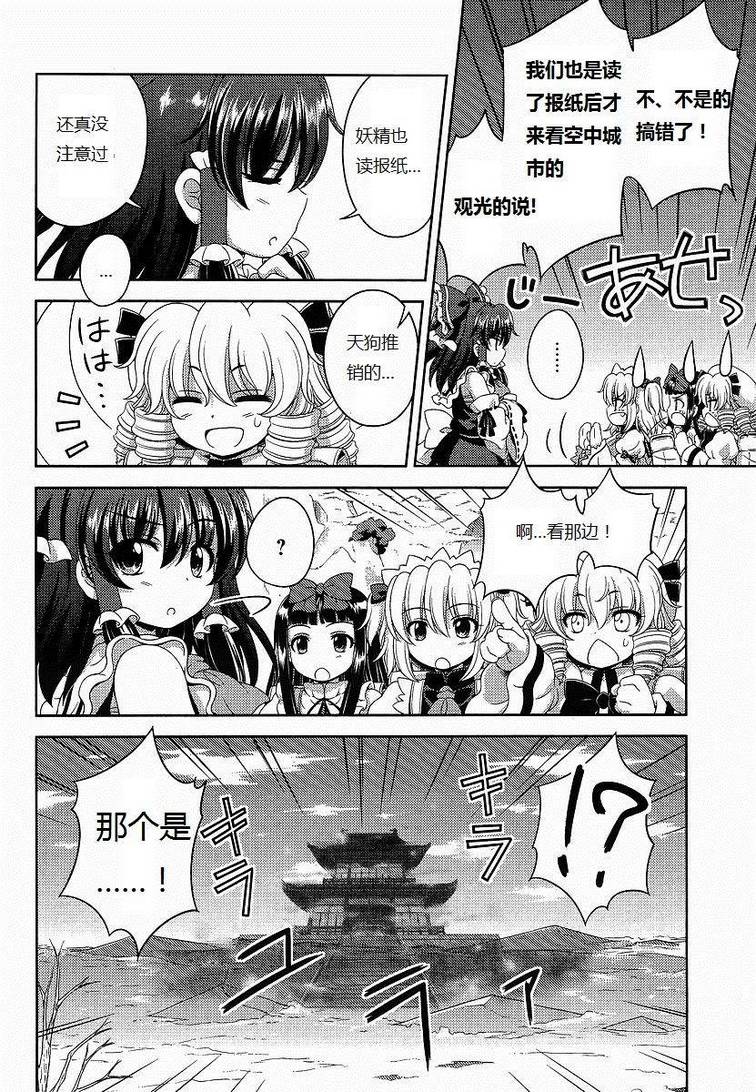 不、不是的
搞错了！
我们也是读
了报纸后才
来看空中城
市的
观光的说!
あせっ
じー
……
妖精也
读报纸...
还真没
注意过
...
天狗推
销的...
はは…
啊...看那边！
？
!?
那个是
……！
キラ
キラ
ユラァ